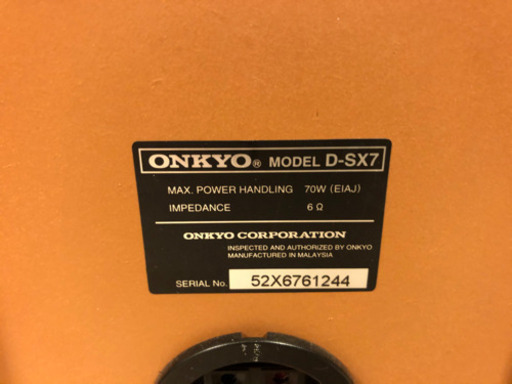 ONKYO® MODEL D-SX7
MAX. POWER HANDLING 70W (EIAJ)
IMPEDANCE 6 Ω
ONKYO CORPORATION
INSPECTED AND AUTHORIZED BY ONKYO
MANUFACTURED IN MALAYSIA
SERIAL No. 52X6761244